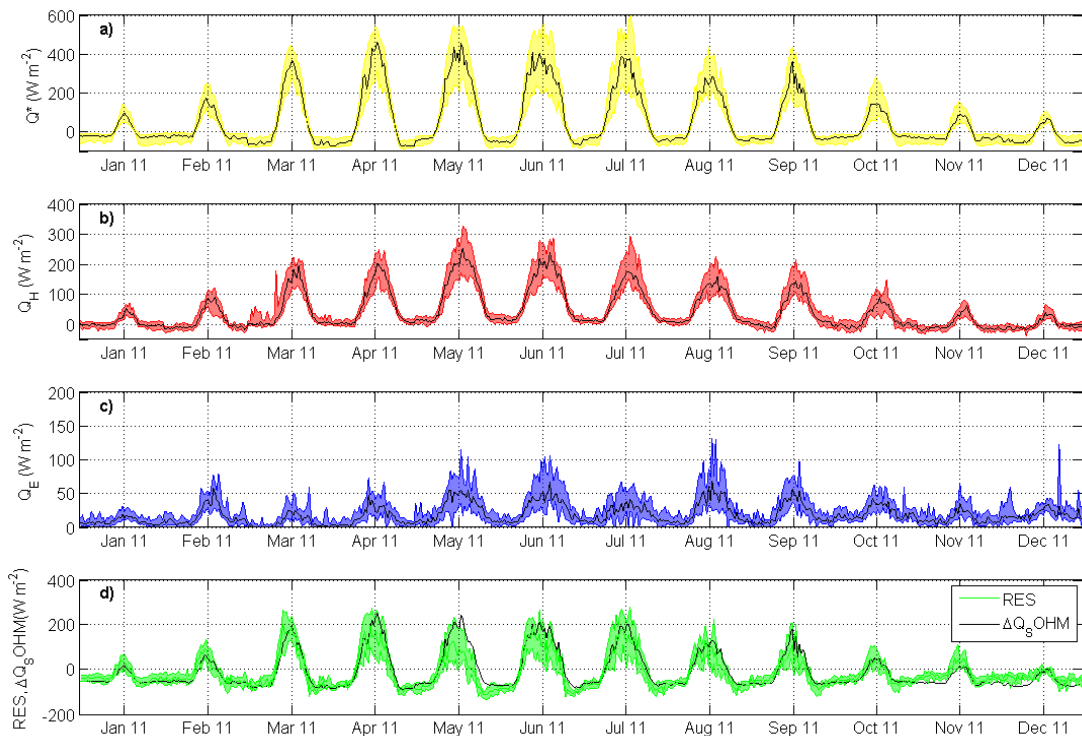 a)
600
400
200
0
Q* (W m-2)
Jan 11 Feb 11 Mar 11 Apr 11 May 11 Jun 11 Jul 11 Aug 11 Sep 11 Oct 11 Nov 11 Dec 11
b)
400
300
200
100
0
QH (W m-2)
Jan 11 Feb 11 Mar 11 Apr 11 May 11 Jun 11 Jul 11 Aug 11 Sep 11 Oct 11 Nov 11 Dec 11
c)
200
150
100
50
0
QE (W m-2)
Jan 11 Feb 11 Mar 11 Apr 11 May 11 Jun 11 Jul 11 Aug 11 Sep 11 Oct 11 Nov 11 Dec 11
d)
400
200
0
-200
RES, ΔQSOHM(W m-2)
RES
ΔQSOHM
Jan 11 Feb 11 Mar 11 Apr 11 May 11 Jun 11 Jul 11 Aug 11 Sep 11 Oct 11 Nov 11 Dec 11